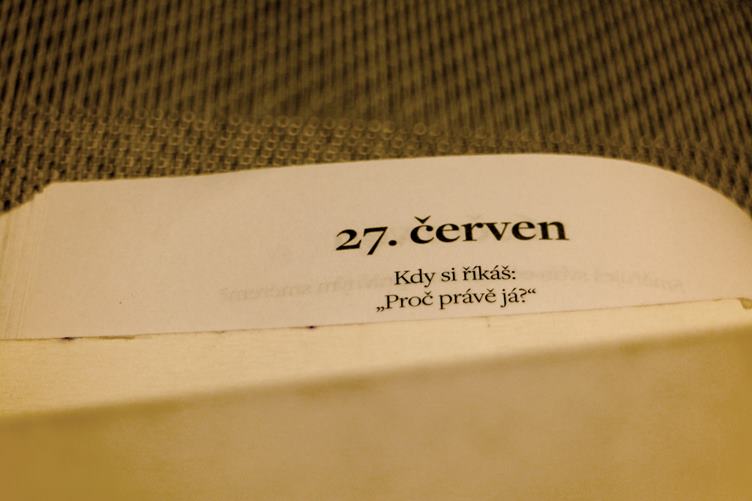 27. červen
Kdy si říkáš:
„Proč právě já?“